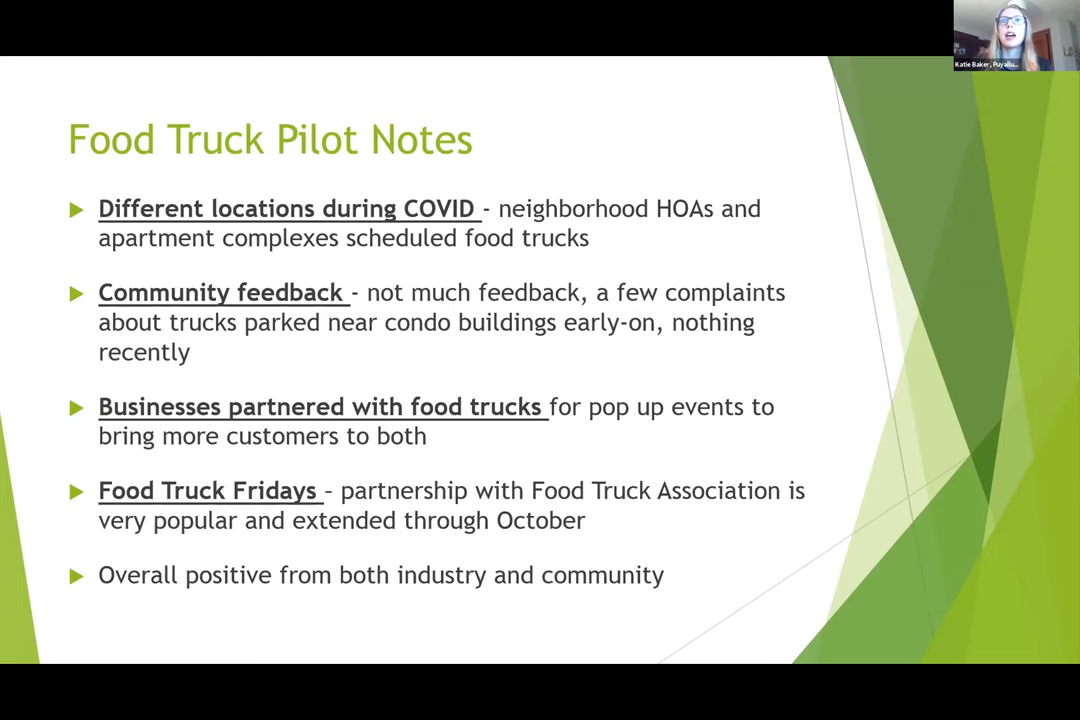 Katie Baker, Puyallu...
Food Truck Pilot Notes
Different locations during COVID - neighborhood HOAs and
apartment complexes scheduled food trucks
Community feedback - not much feedback, a few complaints
about trucks parked near condo buildings early-on, nothing
recently
Businesses partnered with food trucks for pop up events to
bring more customers to both
Food Truck Fridays – partnership with Food Truck Association is
very popular and extended through October
Overall positive from both industry and community